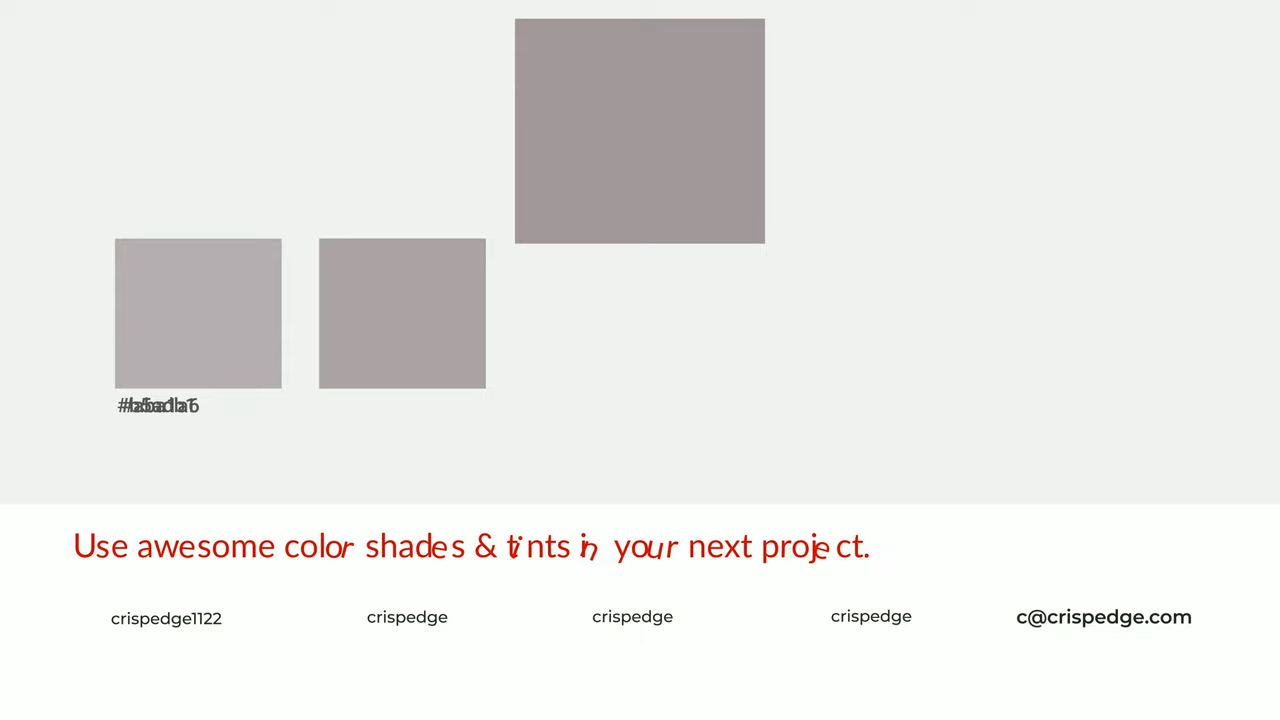 Use awesome color shades & tints in your next project.
crispedge1122 crispedge crispedge crispedge c@crispedge.com